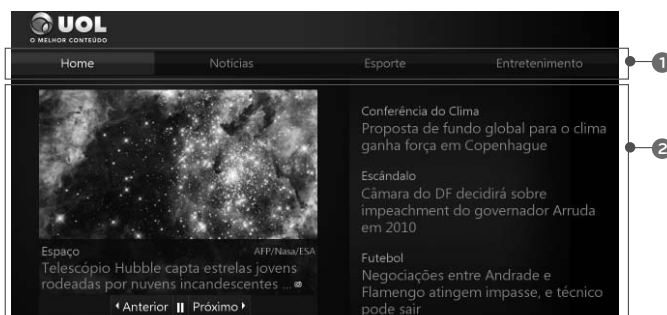 UOL
O MELHOR CONTEÚDO
Home Notícias Esporte Entretenimento
1
Espaço AFP/Nasa/ESA
Telescópio Hubble capta estrelas jovens
rodeadas por nuvens incandescentes ...
Anterior Próximo
Conferência do Clima
Proposta de fundo global para o clima
ganha força em Copenhague
Escândalo
Câmara do DF decidirá sobre
impeachment do governador Arruda
em 2010
Futebol
Negociações entre Andrade e
Flamengo atingem impasse, e técnico
pode sair
2